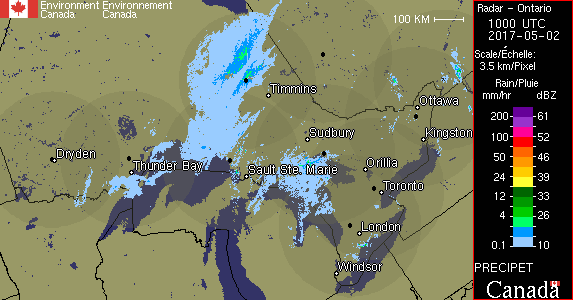 Environment Environnement
Canada Canada
100 KM
Timmins
Ottawa
Sudbury
Kingston
Dryden
Thunder Bay
Sault Ste. Marie
Orillia
Toronto
London
Windsor
Radar - Ontario
1000 UTC
2017-05-02
Scale/Échelle:
3.5 km/Pixel
Rain/Pluie
mm/hr dBZ
200 61
100 56
50 52
50 46
24 39
12 33
4 26
0.1 10
PRECIPET
Canada